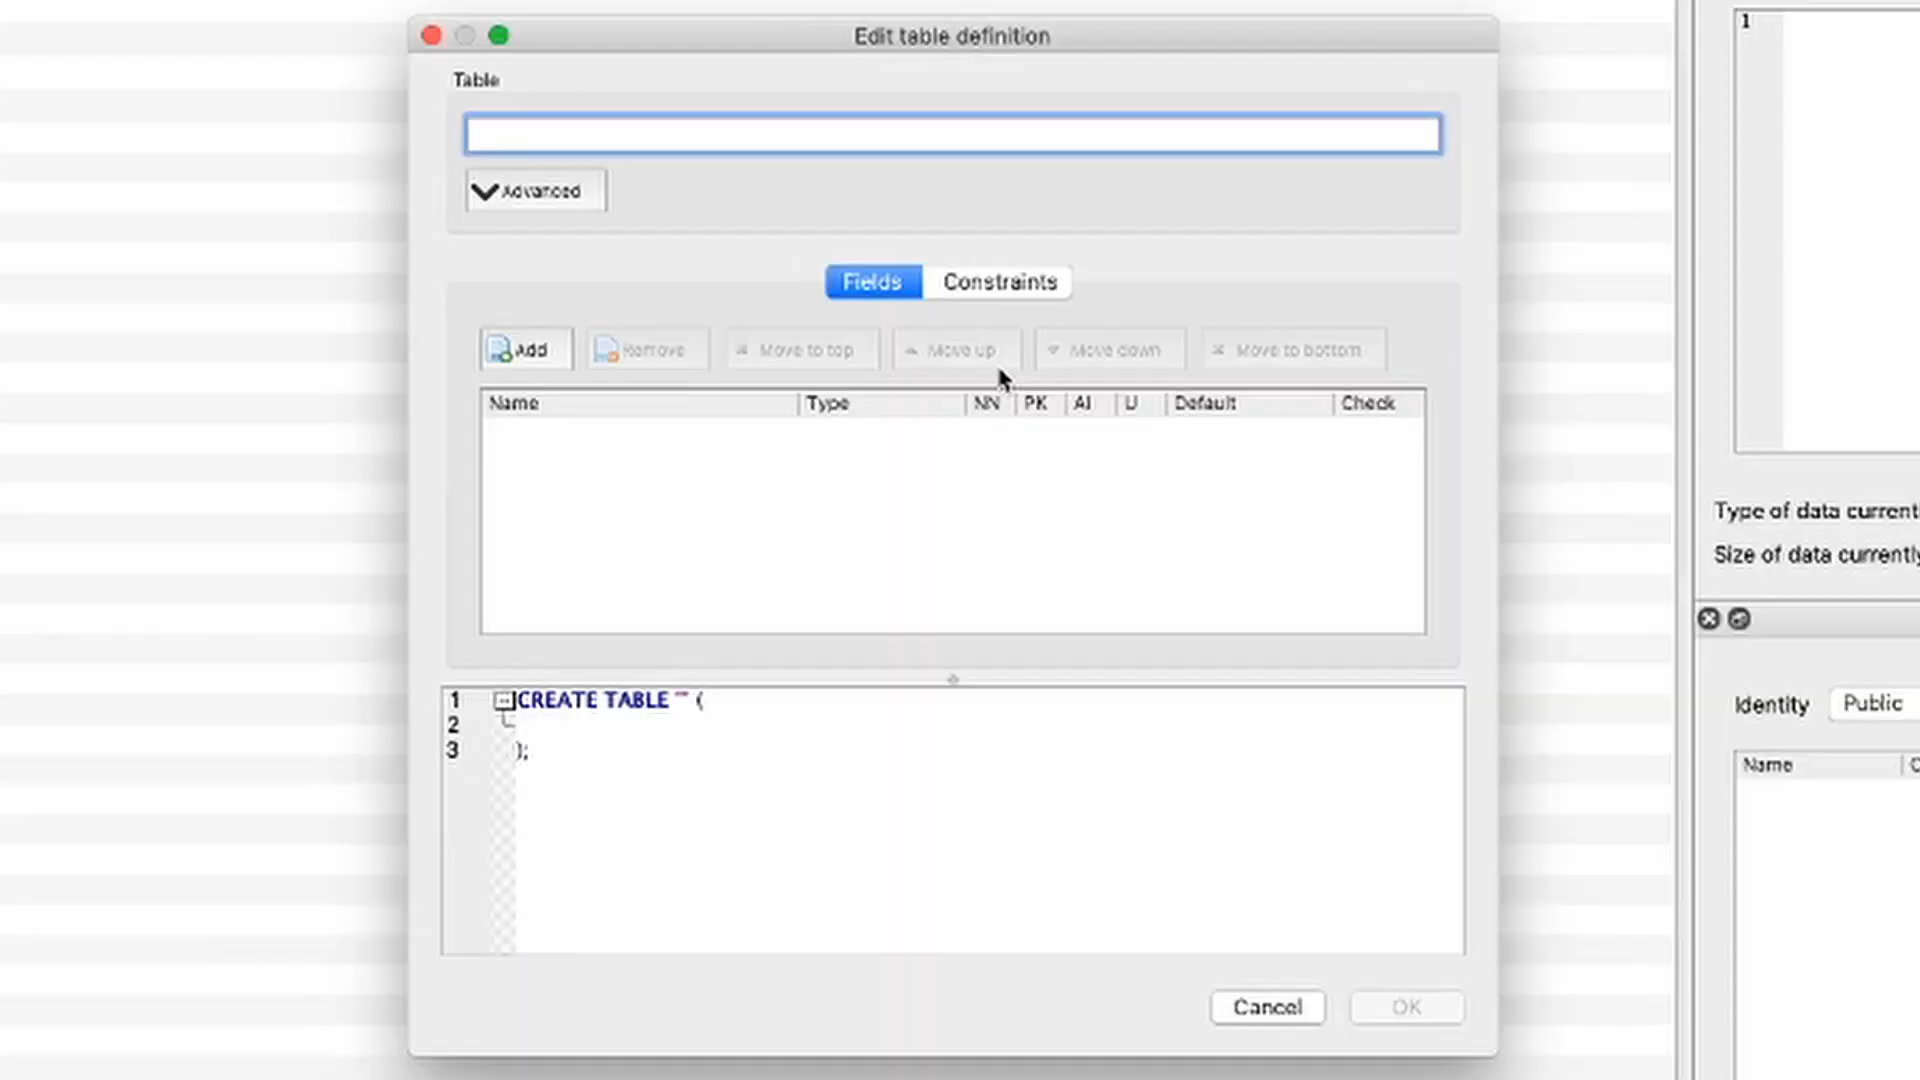 Edit table definition
Table
Advanced
Fields Constraints
Add Remove Move to top Move up Move down Move to bottom
Name Type NN PK AI U Default Check
1 CREATE TABLE "" (
2
3 );
Cancel OK
1
Type of data current
Size of data currently
Identity Public
Name C